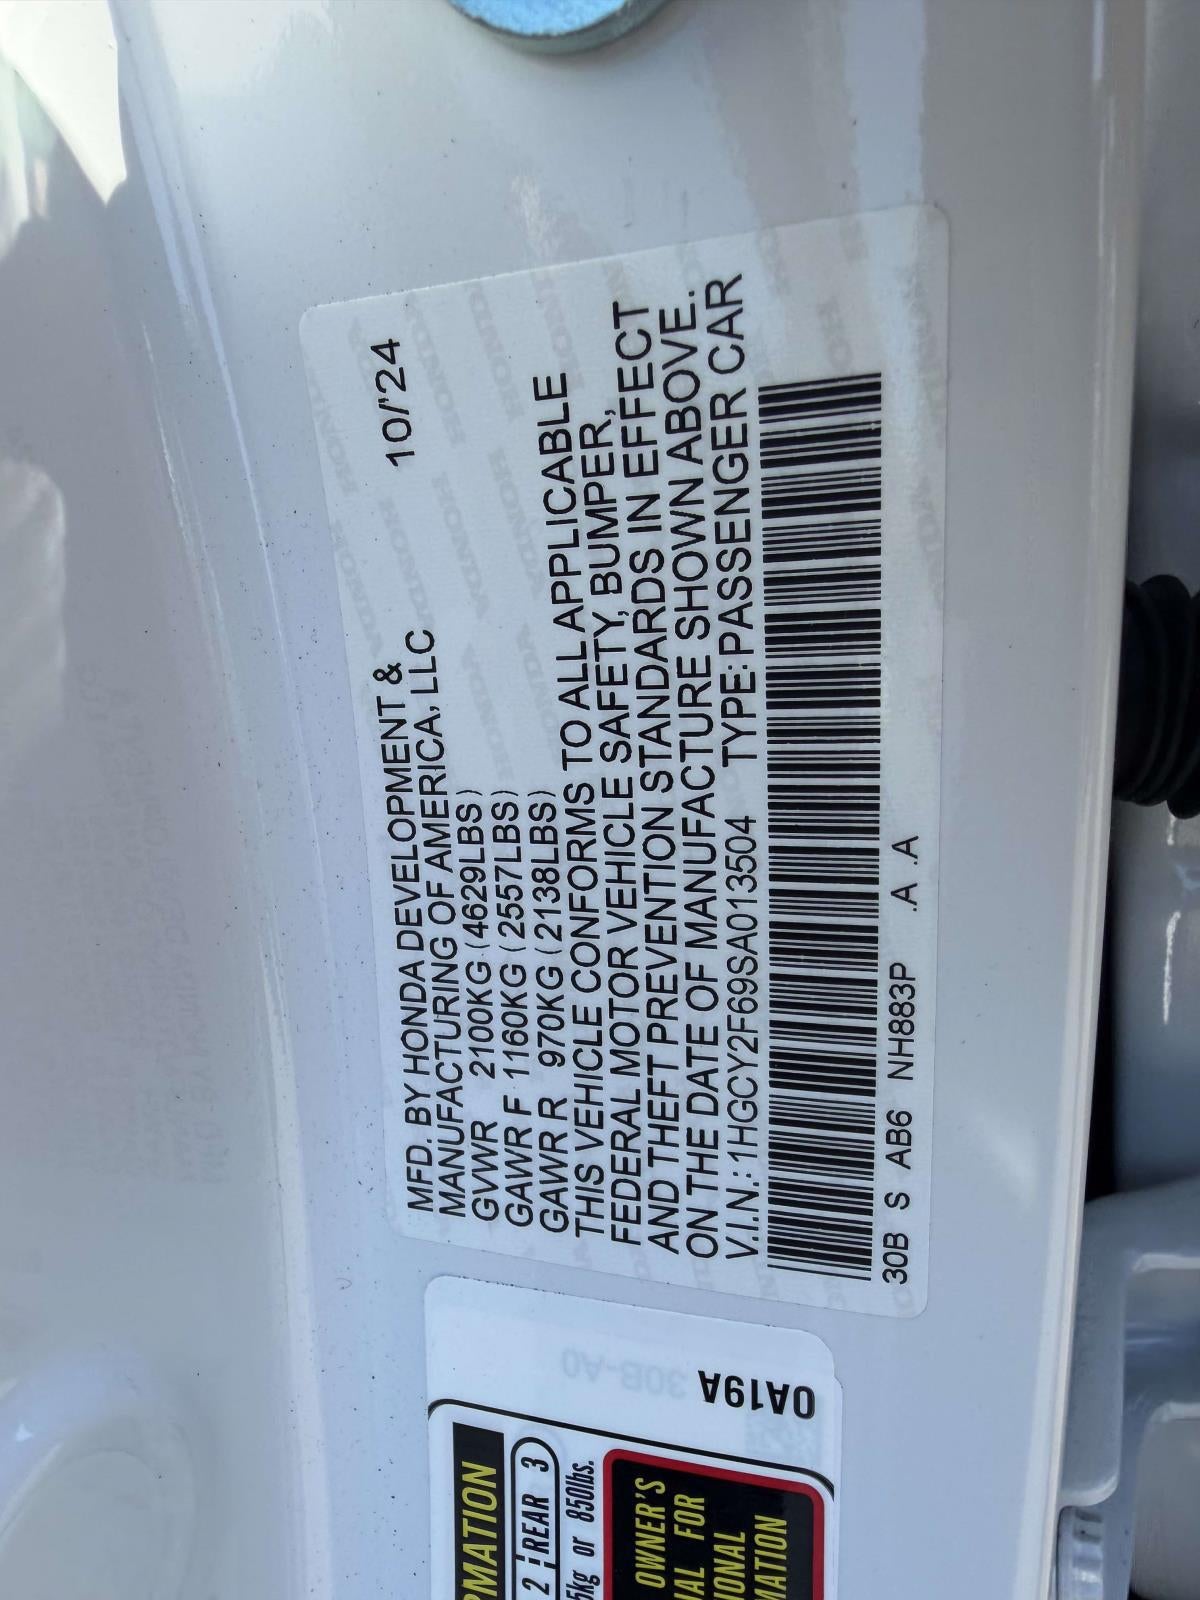 MFD. BY HONDA DEVELOPMENT & 10/'24
MANUFACTURING OF AMERICA, LLC
GVWR 2100KG (4629LBS)
GAWR F 1160KG (2557LBS)
GAWR R 970KG (2138LBS)
THIS VEHICLE CONFORMS TO ALL APPLICABLE
FEDERAL MOTOR VEHICLE SAFETY, BUMPER,
AND THEFT PREVENTION STANDARDS IN EFFECT
ON THE DATE OF MANUFACTURE SHOWN ABOVE.
V.I.N.: 1HGCY2F69SA013504 TYPE: PASSENGER CAR
30B S AB6 NH883P .A .A
30B-A0
0A19A
RMATION
2 REAR 3
5kg or 850lbs.
OWNER'S
AL FOR
IONAL
MATION